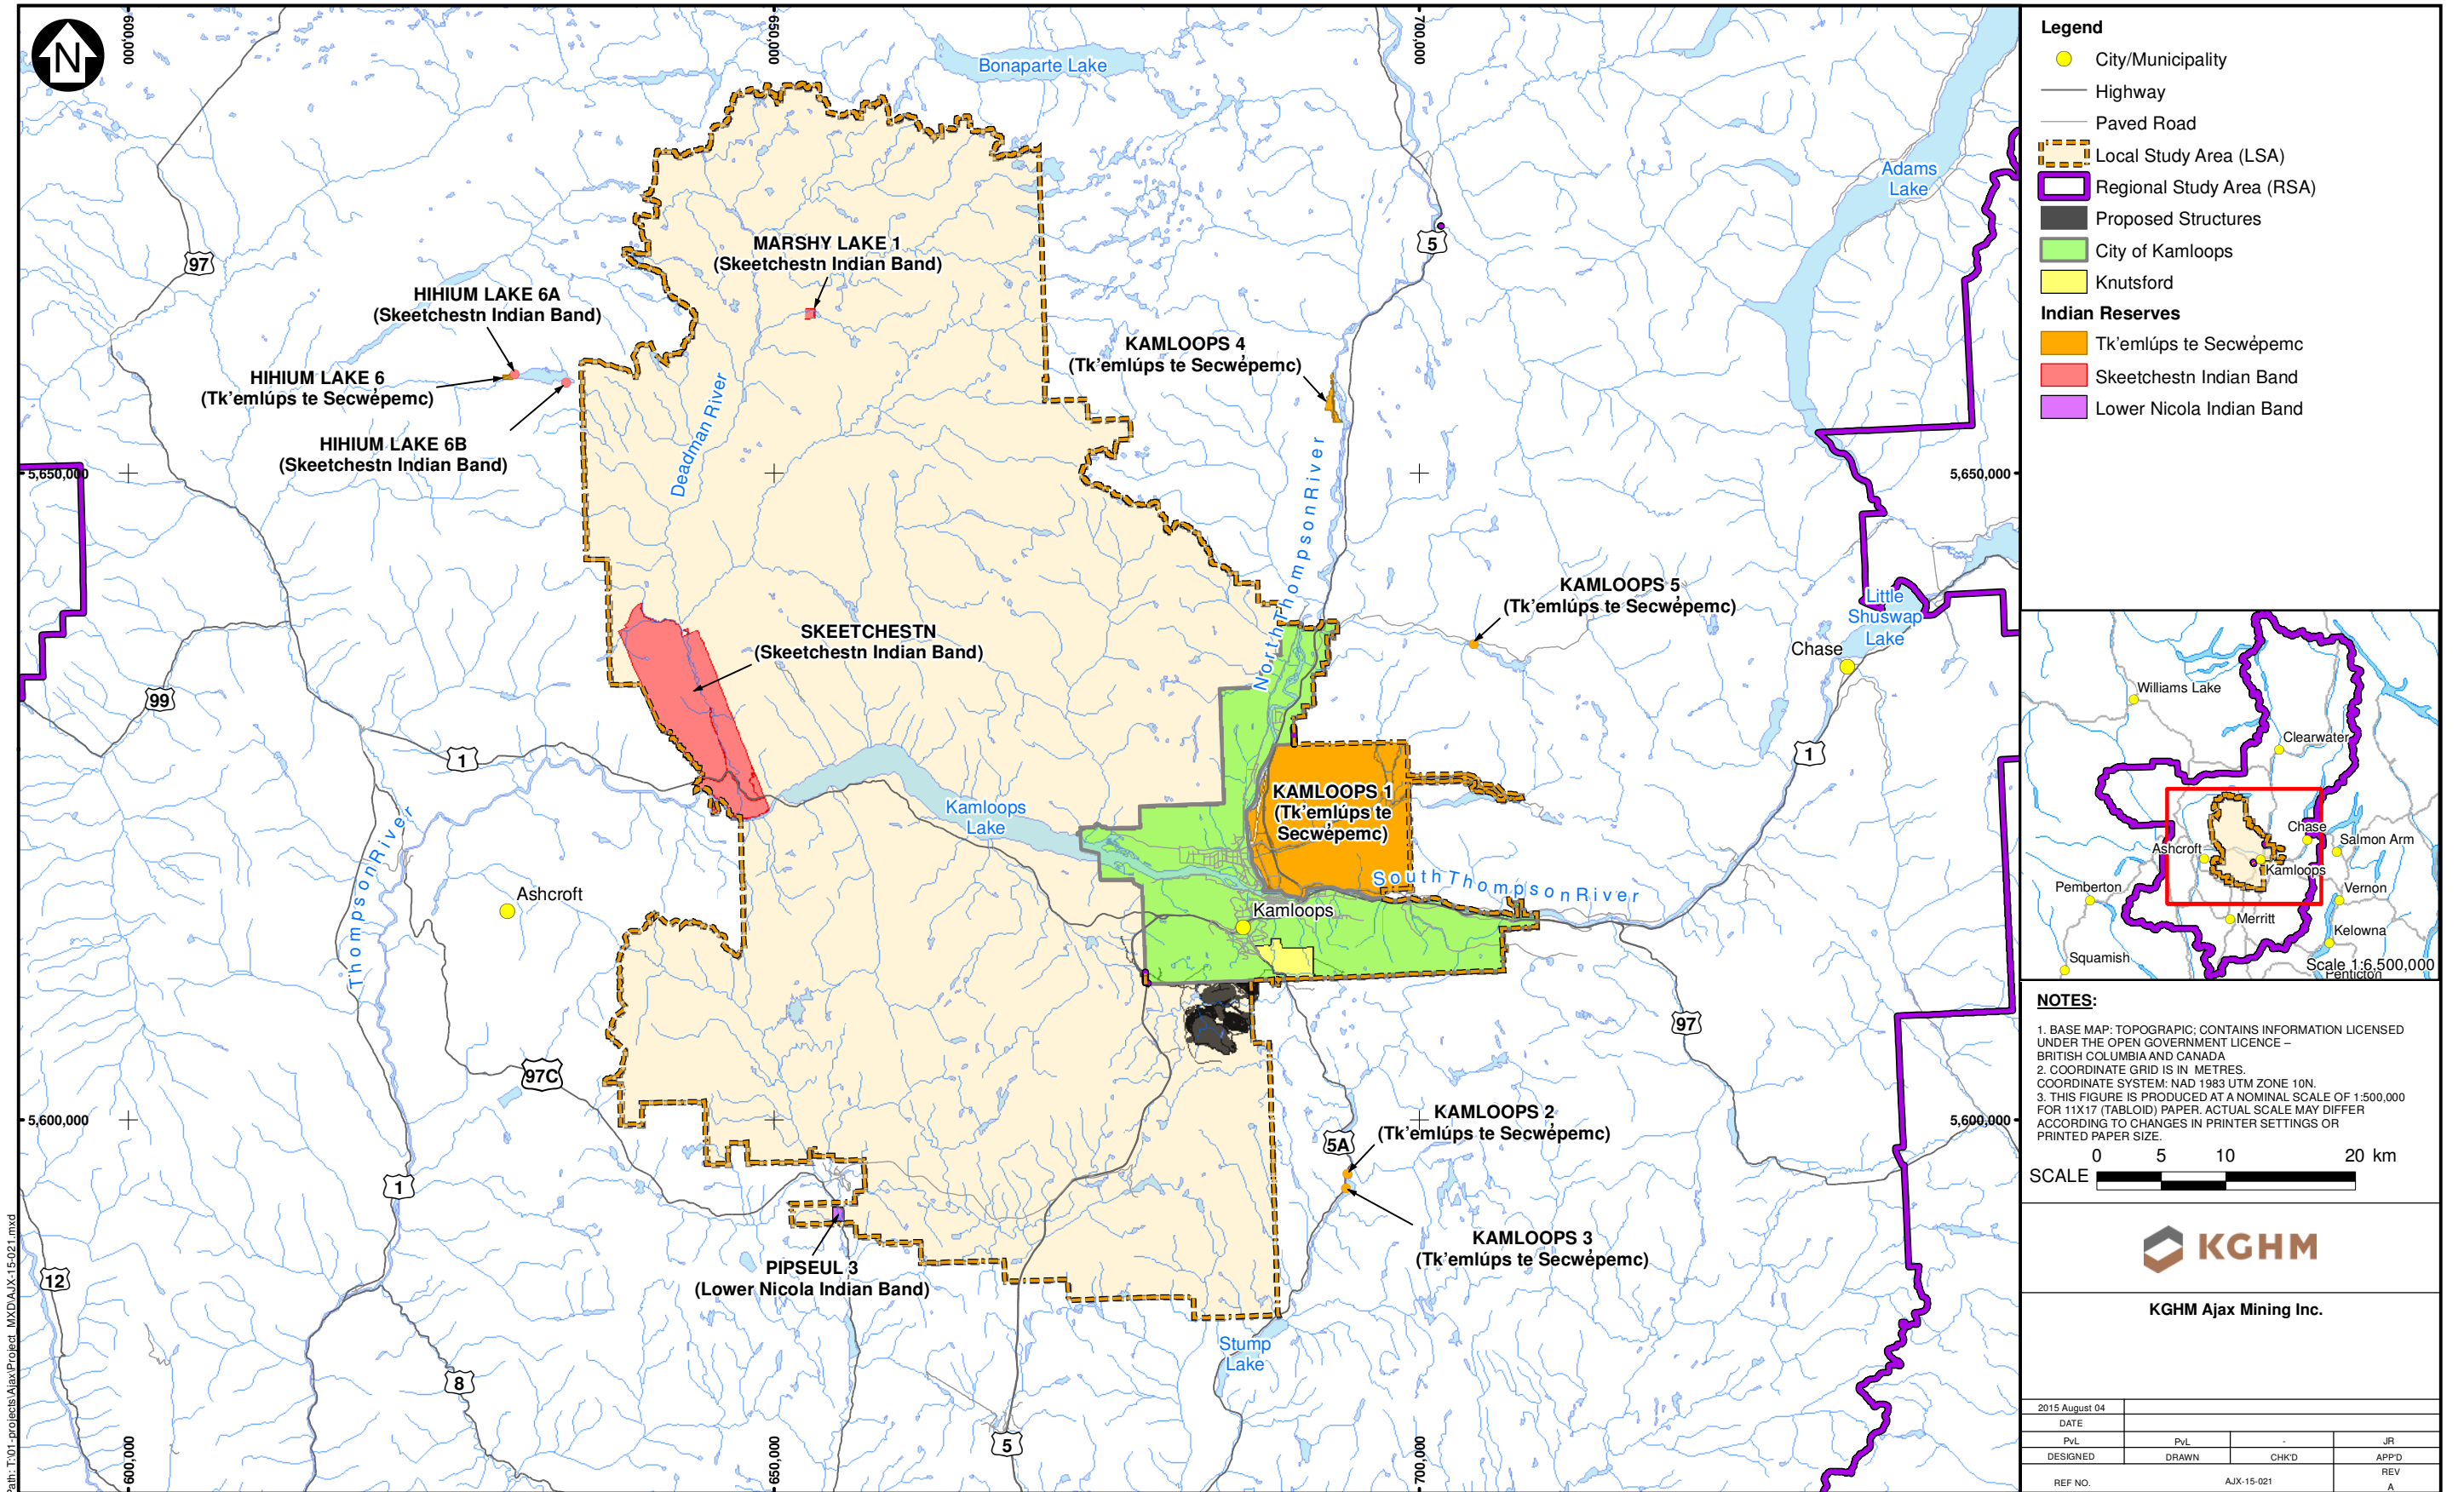 N
600,000
650,000
700,000
Bonaparte Lake
Adams
Lake
97
5
MARSHY LAKE 1
(Skeetchestn Indian Band)
HIHIUM LAKE 6A
(Skeetchestn Indian Band)
HIHIUM LAKE 6
(Tk'emlúps te Secwépemc)
HIHIUM LAKE 6B
(Skeetchestn Indian Band)
KAMLOOPS 4
(Tk'emlúps te Secwépemc)
Deadman River
North Thompson River
5,650,000
5,650,000
KAMLOOPS 5
(Tk'emlúps te Secwépemc)
Little
Shuswap
Lake
Chase
SKEETCHESTN
(Skeetchestn Indian Band)
99
1
1
KAMLOOPS 1
(Tk'emlúps te
Secwépemc)
Kamloops
Lake
Thompson River
South Thompson River
Ashcroft
Kamloops
97
97C
5,600,000
5,600,000
KAMLOOPS 2
(Tk'emlúps te Secwépemc)
5A
1
KAMLOOPS 3
(Tk'emlúps te Secwépemc)
PIPSEUL 3
(Lower Nicola Indian Band)
12
Stump
Lake
8
5
600,000
650,000
700,000
Path: T:\01-projects\Ajax\Project_MXD\AJX-15-021.mxd
Legend
City/Municipality
Highway
Paved Road
Local Study Area (LSA)
Regional Study Area (RSA)
Proposed Structures
City of Kamloops
Knutsford
Indian Reserves
Tk'emlúps te Secwépemc
Skeetchestn Indian Band
Lower Nicola Indian Band
Williams Lake
Clearwater
Chase
Salmon Arm
Ashcroft
Kamloops
Pemberton
Vernon
Merritt
Kelowna
Squamish
Scale 1:6,500,000
Penticton
NOTES:
1. BASE MAP: TOPOGRAPIC; CONTAINS INFORMATION LICENSED
UNDER THE OPEN GOVERNMENT LICENCE –
BRITISH COLUMBIA AND CANADA
2. COORDINATE GRID IS IN METRES.
COORDINATE SYSTEM: NAD 1983 UTM ZONE 10N.
3. THIS FIGURE IS PRODUCED AT A NOMINAL SCALE OF 1:500,000
FOR 11X17 (TABLOID) PAPER. ACTUAL SCALE MAY DIFFER
ACCORDING TO CHANGES IN PRINTER SETTINGS OR
PRINTED PAPER SIZE.
0 5 10 20 km
SCALE
KGHM
KGHM Ajax Mining Inc.
2015 August 04
DATE
PvL PvL - JR
DESIGNED DRAWN CHK'D APP'D
REF NO. AJX-15-021 REV
A